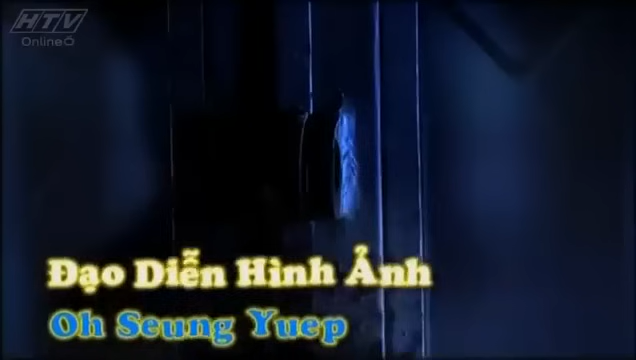 HTV
Online
Đạo Diễn Hình Ảnh
Oh Seung Yuep